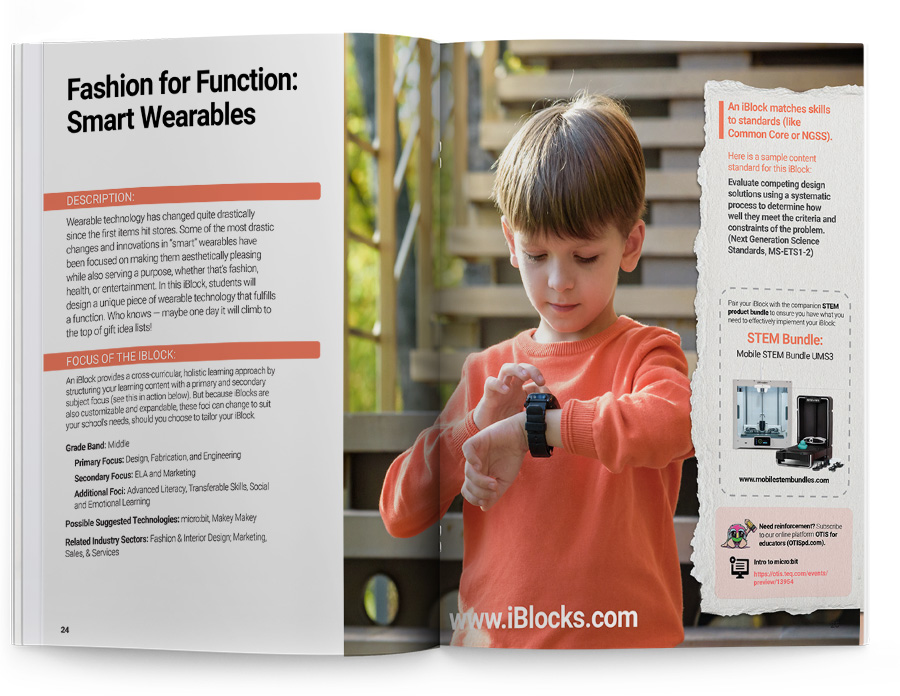 Fashion for Function:
Smart Wearables
DESCRIPTION:
Wearable technology has changed quite drastically
since the first items hit stores. Some of the most drastic
changes and innovations in "smart" wearables have
been focused on making them aesthetically pleasing
while also serving a purpose, whether that's fashion,
health, or entertainment. In this iBlock, students will
design a unique piece of wearable technology that fulfills
a function. Who knows — maybe one day it will climb to
the top of gift idea lists!
FOCUS OF THE IBLOCK:
An iBlock provides a cross-curricular, holistic learning approach by
structuring your learning content with a primary and secondary
subject focus (see this in action below). But because iBlocks are
also customizable and expandable, these foci can change to suit
your school's needs, should you choose to tailor your iBlock.
Grade Band: Middle
Primary Focus: Design, Fabrication, and Engineering
Secondary Focus: ELA and Marketing
Additional Foci: Advanced Literacy, Transferable Skills, Social
and Emotional Learning
Possible Suggested Technologies: micro:bit, Makey Makey
Related Industry Sectors: Fashion & Interior Design; Marketing,
Sales, & Services
24
www.iBlocks.com
An iBlock matches skills
to standards (like
Common Core or NGSS).
Here is a sample content
standard for this iBlock:
Evaluate competing design
solutions using a systematic
process to determine how
well they meet the criteria and
constraints of the problem.
(Next Generation Science
Standards, MS-ETS1-2)
Pair your iBlock with the companion STEM
product bundle to ensure you have what you
need to effectively implement your iBlock:
STEM Bundle:
Mobile STEM Bundle UMS3
www.mobilestembundles.com
Need reinforcement? Subscribe
to our online platform OTIS for
educators (OTISpd.com).
Intro to micro:bit
https://otis.teq.com/events/
preview/13954